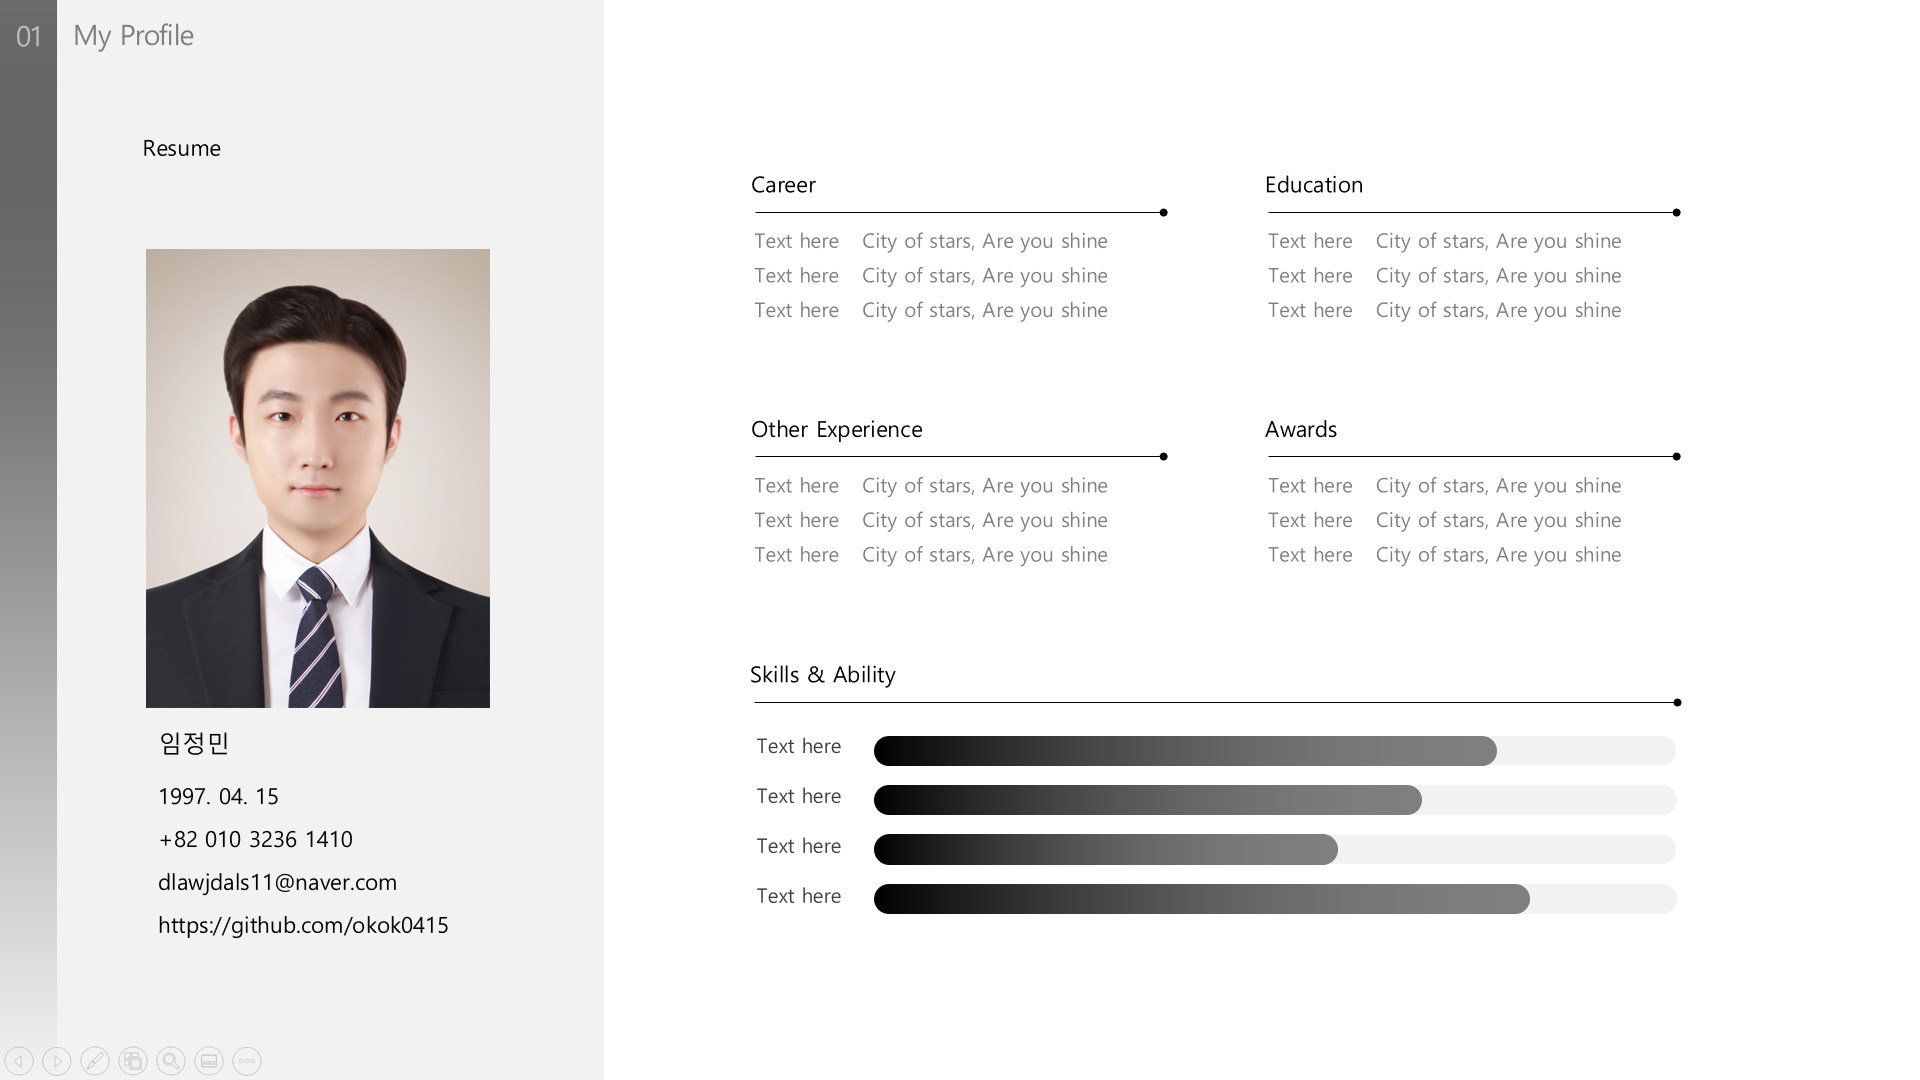 01 My Profile
Resume
임정민
1997. 04. 15
+82 010 3236 1410
dlawjdals11@naver.com
https://github.com/okok0415
Career
Text here City of stars, Are you shine
Text here City of stars, Are you shine
Text here City of stars, Are you shine
Education
Text here City of stars, Are you shine
Text here City of stars, Are you shine
Text here City of stars, Are you shine
Other Experience
Text here City of stars, Are you shine
Text here City of stars, Are you shine
Text here City of stars, Are you shine
Awards
Text here City of stars, Are you shine
Text here City of stars, Are you shine
Text here City of stars, Are you shine
Skills & Ability
Text here
Text here
Text here
Text here